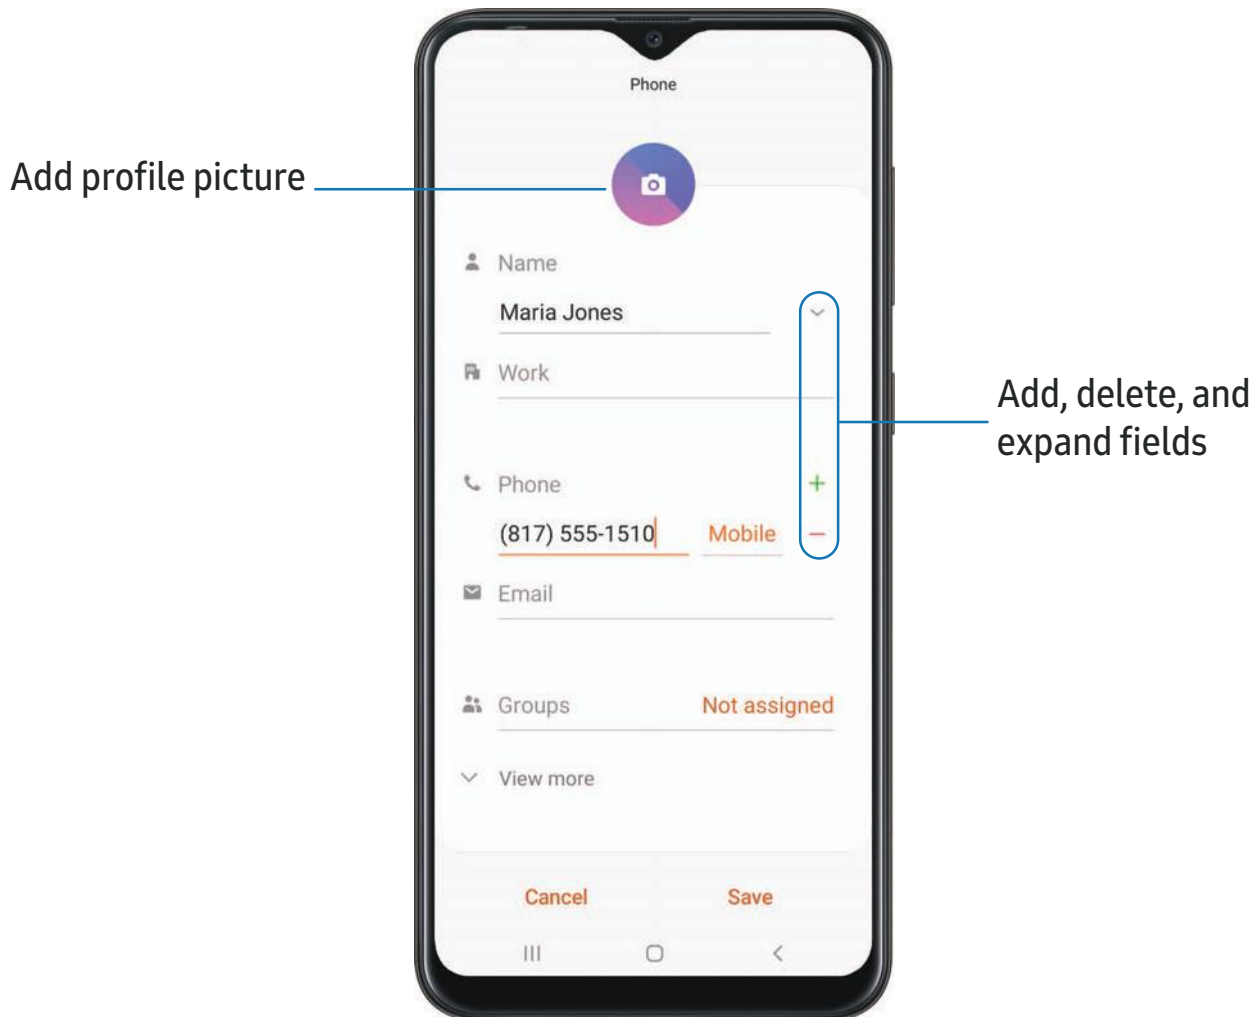 Phone
Add profile picture
Name
Maria Jones
Work
Add, delete, and
expand fields
Phone
(817) 555-1510 Mobile
Email
Groups Not assigned
View more
Cancel Save